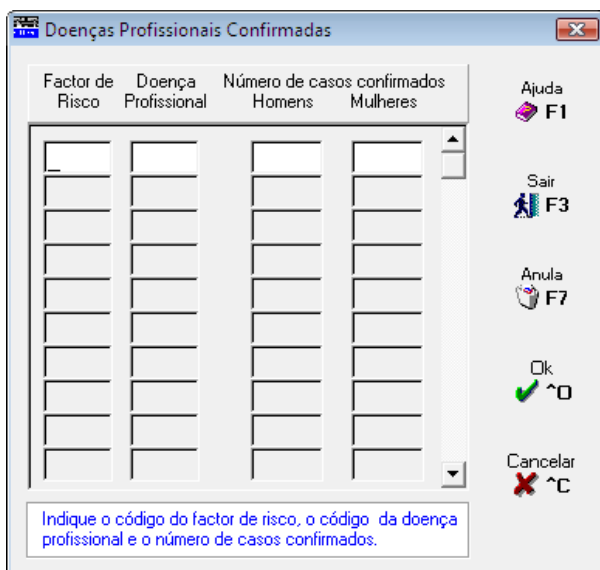 Doenças Profissionais Confirmadas
Factor de Doença Número de casos confirmados
Risco Profissional Homens Mulheres
Ajuda
F1
Sair
F3
Anula
F7
Ok
^O
Cancelar
^C
Indique o código do factor de risco, o código da doença
profissional e o número de casos confirmados.